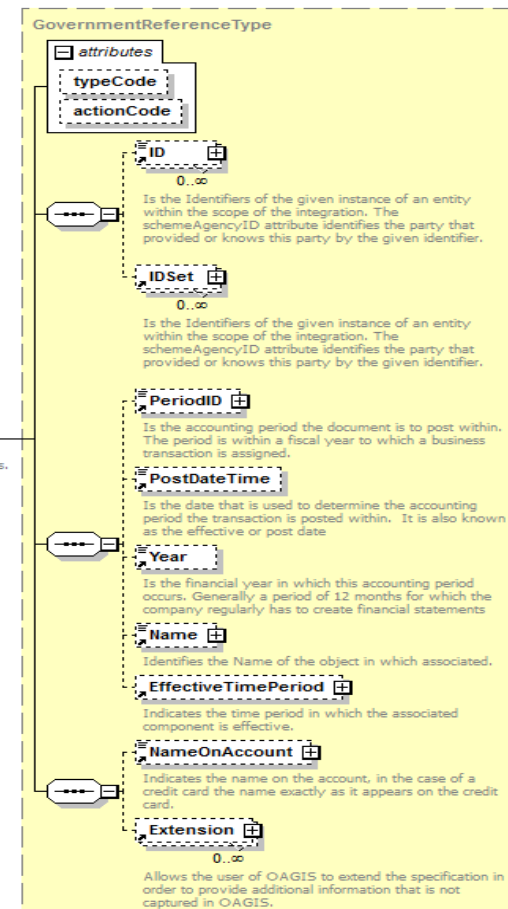 GovernmentReferenceType
attributes
typeCode
actionCode
ID
0..∞
Is the Identifiers of the given instance of an entity
within the scope of the integration. The
schemeAgencyID attribute identifies the party that
provided or knows this party by the given identifier.
IDSet
0..∞
Is the Identifiers of the given instance of an entity
within the scope of the integration. The
schemeAgencyID attribute identifies the party that
provided or knows this party by the given identifier.
PeriodID
Is the accounting period the document is to post within.
The period is within a fiscal year to which a business
transaction is assigned.
s.
PostDateTime
Is the date that is used to determine the accounting
period the transaction is posted within. It is also known
as the effective or post date
Year
Is the financial year in which this accounting period
occurs. Generally a period of 12 months for which the
company regularly has to create financial statements
Name
Identifies the Name of the object in which associated.
EffectiveTimePeriod
Indicates the time period in which the associated
component is effective.
NameOnAccount
Indicates the name on the account, in the case of a
credit card the name exactly as it appears on the credit
card.
Extension
0..∞
Allows the user of OAGIS to extend the specification in
order to provide additional information that is not
captured in OAGIS.